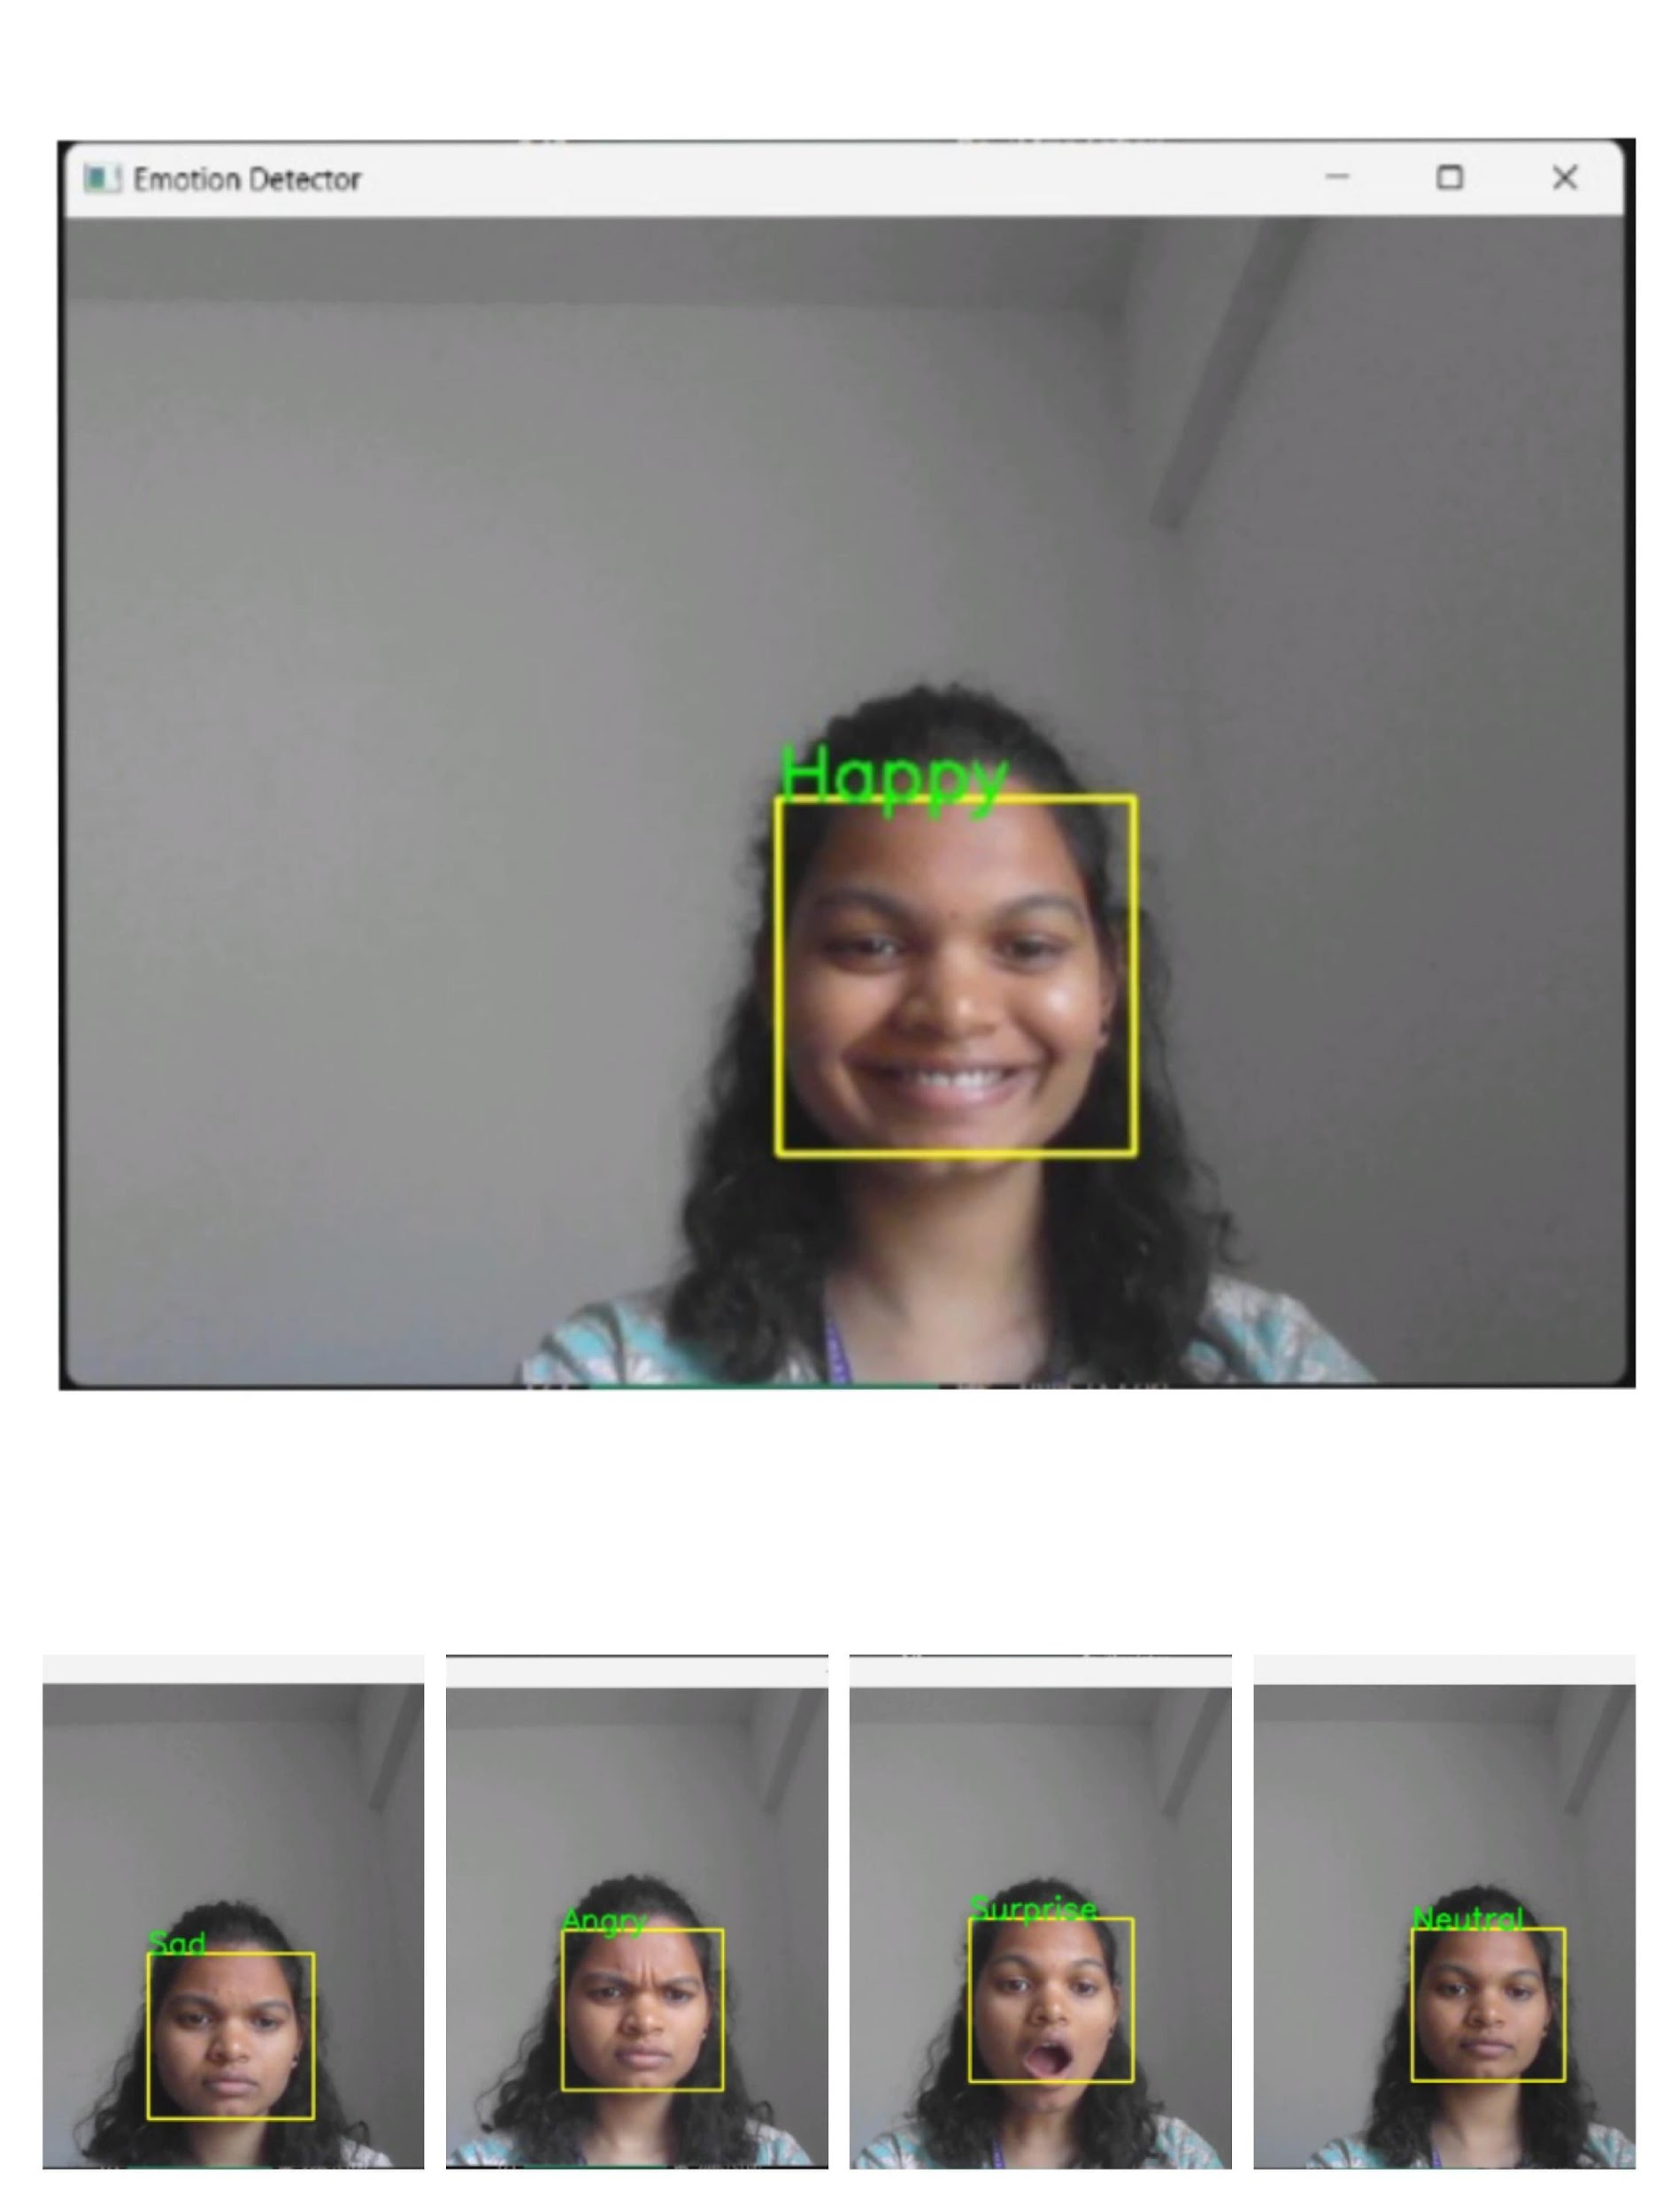 Emotion Detector
Happy
Sad
Angry
Surprise
Neutral